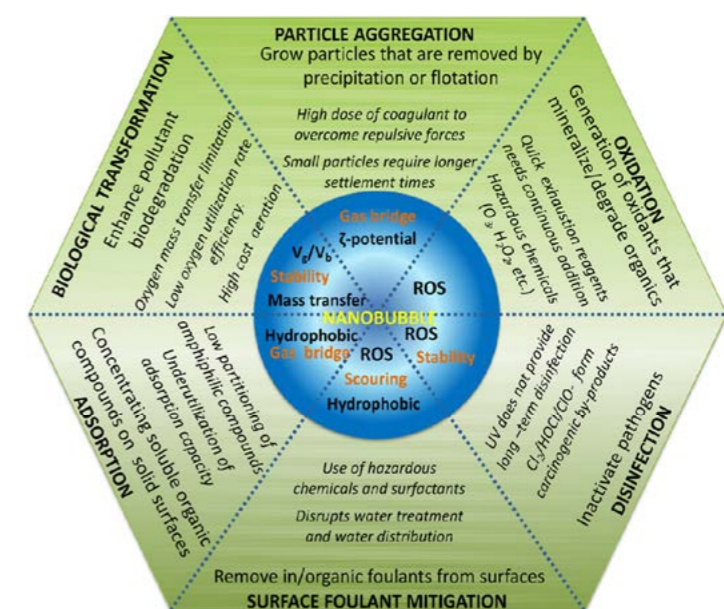 PARTICLE AGGREGATION
Grow particles that are removed by
precipitation or flotation
High dose of coagulant to
overcome repulsive forces
Small particles require longer
settlement times
OXIDATION
Generation of oxidants that
mineralize/degrade organics
Quick exhaustion reagents
needs continuous addition
Hazardous chemicals
(O₃, H₂O₂, etc.)
BIOLOGICAL TRANSFORMATION
Enhance pollutant
biodegradation
Oxygen mass transfer limitation
Low oxygen utilization rate
efficiency.
High cost aeration
Gas bridge
ζ-potential
Vg/Vb
Stability
Mass transfer
ROS
NANOBUBBLE
Hydrophobic
Gas bridge
ROS
ROS
Stability
Scouring
Hydrophobic
Low partitioning of
amphiphilic compounds
Underutilization of
adsorption capacity
Concentrating soluble organic
compounds on solid surfaces
ADSORPTION
UV does not provide
long –term disinfection
Cl₂/HOCl/ClO- form
carcinogenic by-products
Inactivate pathogens
DISINFECTION
Use of hazardous
chemicals and surfactants
Disrupts water treatment
and water distribution
Remove in/organic foulants from surfaces
SURFACE FOULANT MITIGATION